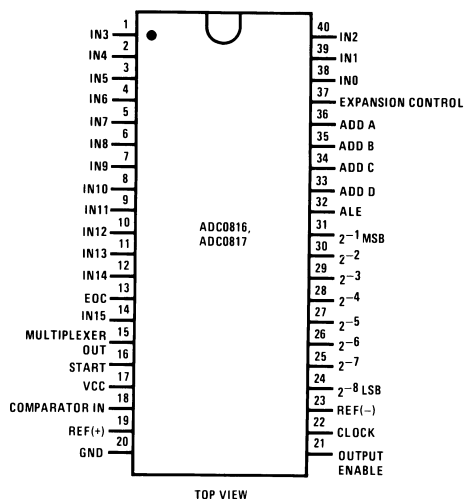 1 40
IN3 IN2
2 39
IN4 IN1
3 38
IN5 IN0
4 37
IN6 EXPANSION CONTROL
5 36
IN7 ADD A
6 35
IN8 ADD B
7 34
IN9 ADD C
8 33
IN10 ADD D
9 32
IN11 ALE
10 31
IN12 2⁻¹ MSB
11 30
IN13 2⁻²
12 29
IN14 2⁻³
13 28
EOC 2⁻⁴
14 27
IN15 2⁻⁵
MULTIPLEXER 15 26
OUT 2⁻⁶
16 25
START 2⁻⁷
17 24
VCC 2⁻⁸ LSB
18 23
COMPARATOR IN REF(−)
19 22
REF(+) CLOCK
20 21
GND OUTPUT
ENABLE
ADC0816,
ADC0817
TOP VIEW